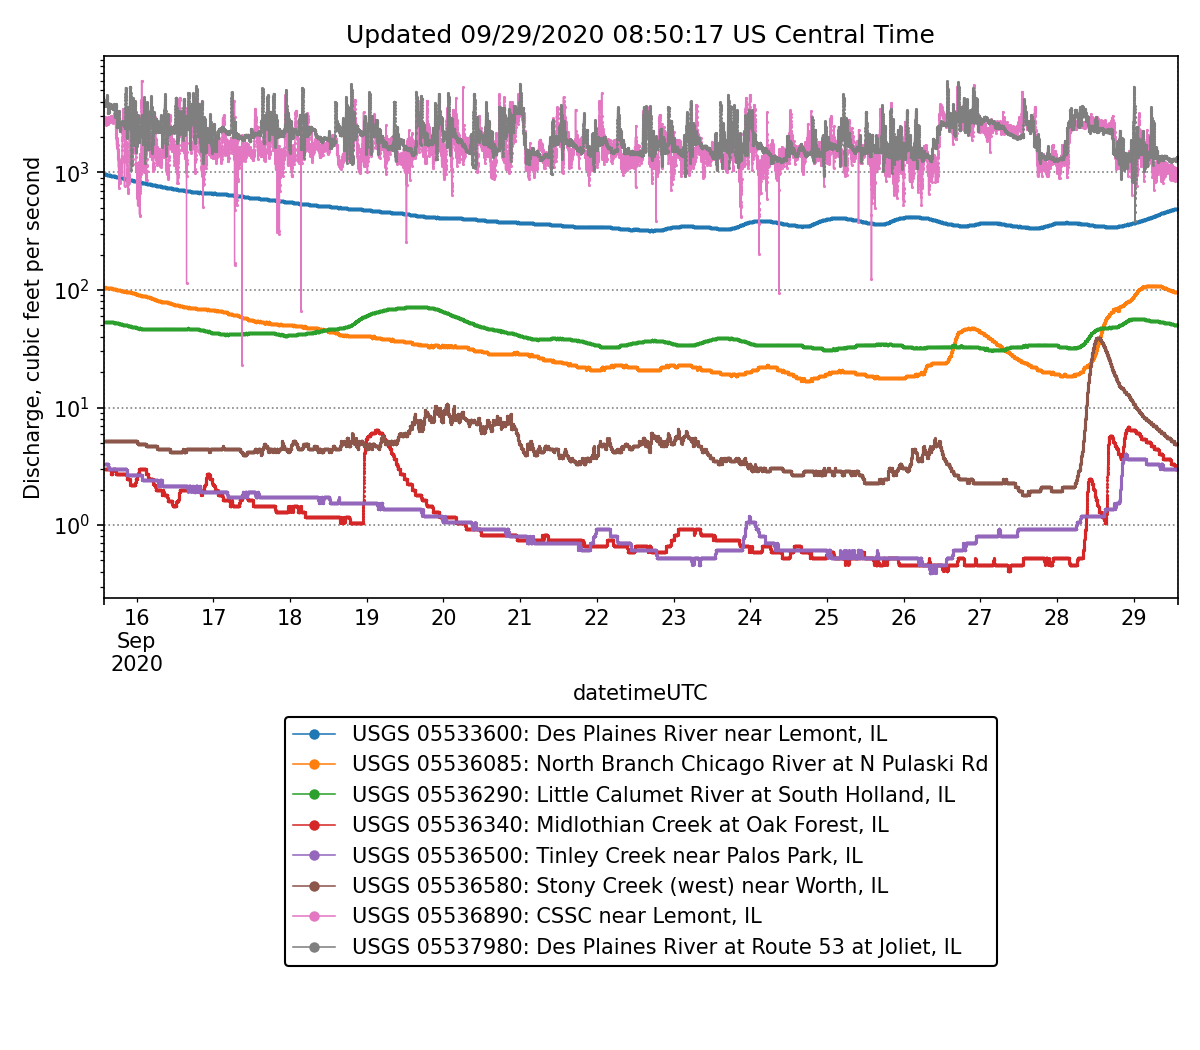 Updated 09/29/2020 08:50:17 US Central Time
Discharge, cubic feet per second
10³
10²
10¹
10⁰
16 17 18 19 20 21 22 23 24 25 26 27 28 29
Sep
2020
datetimeUTC
USGS 05533600: Des Plaines River near Lemont, IL
USGS 05536085: North Branch Chicago River at N Pulaski Rd
USGS 05536290: Little Calumet River at South Holland, IL
USGS 05536340: Midlothian Creek at Oak Forest, IL
USGS 05536500: Tinley Creek near Palos Park, IL
USGS 05536580: Stony Creek (west) near Worth, IL
USGS 05536890: CSSC near Lemont, IL
USGS 05537980: Des Plaines River at Route 53 at Joliet, IL